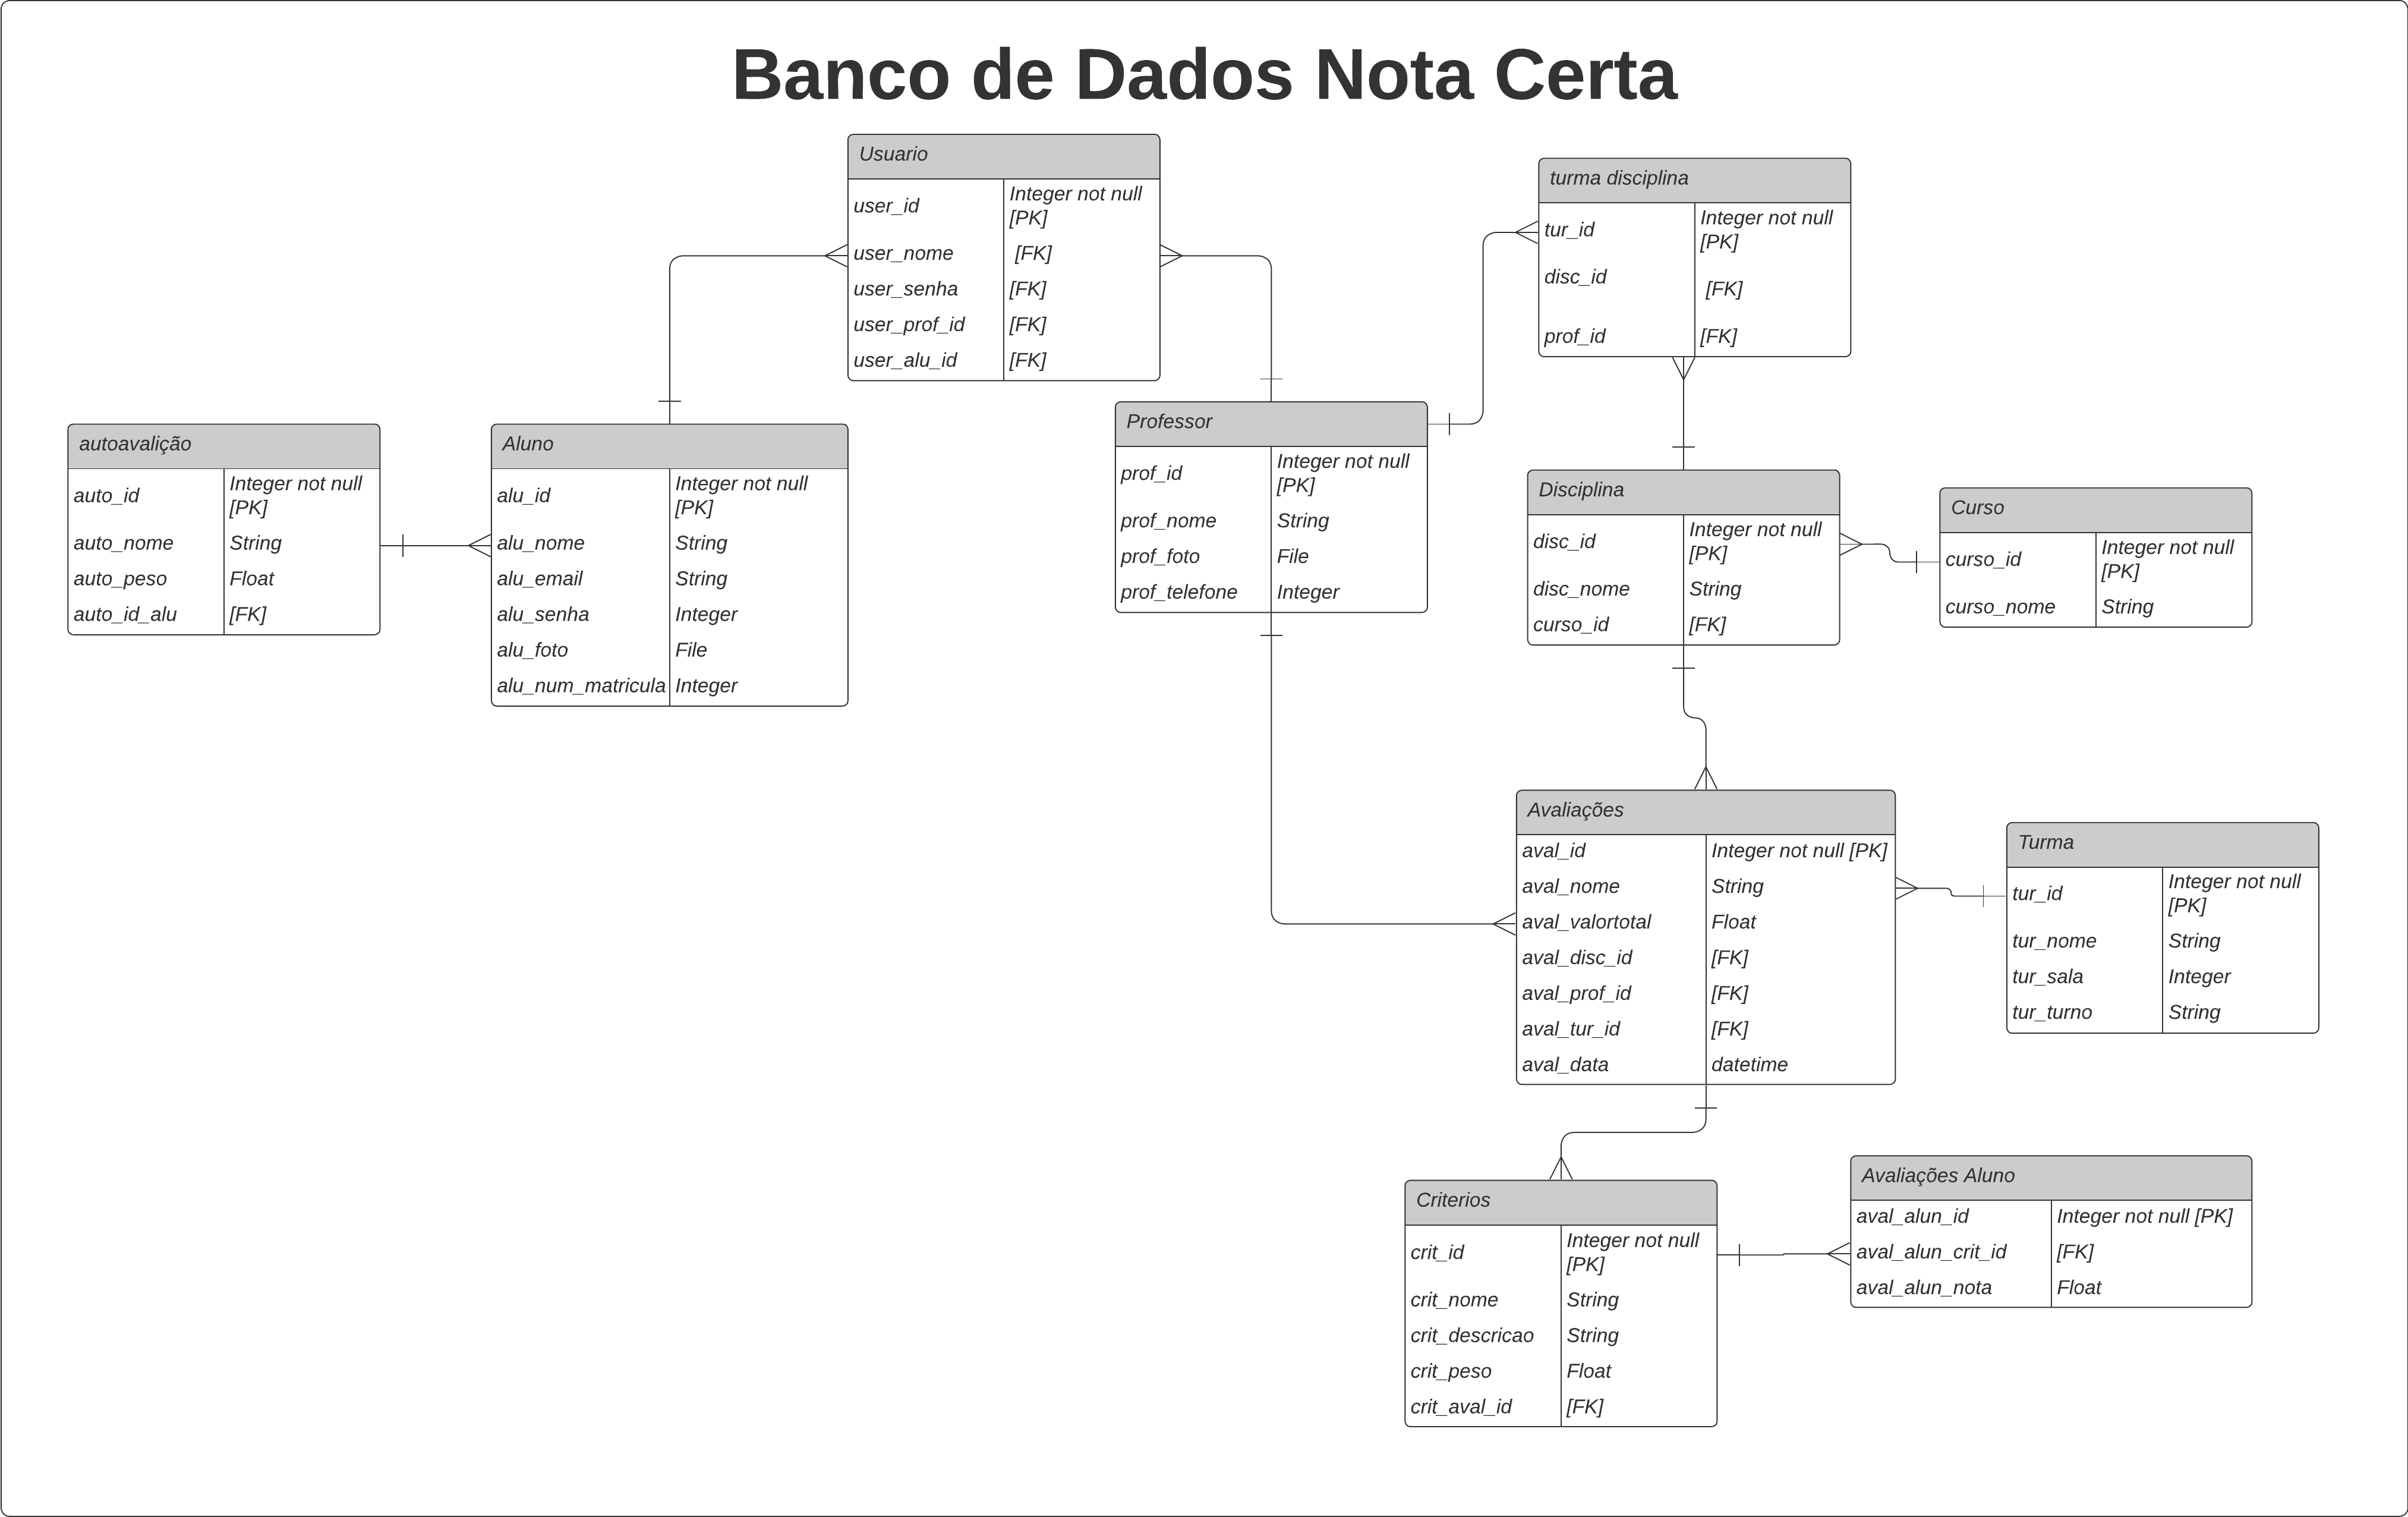 Banco de Dados Nota Certa
Usuario
user_id
Integer not null
[PK]
user_nome
[FK]
user_senha
[FK]
user_prof_id
[FK]
user_alu_id
[FK]
turma disciplina
tur_id
Integer not null
[PK]
disc_id
[FK]
prof_id
[FK]
autoavalição
auto_id
Integer not null
[PK]
auto_nome
String
auto_peso
Float
auto_id_alu
[FK]
Aluno
alu_id
Integer not null
[PK]
alu_nome
String
alu_email
String
alu_senha
Integer
alu_foto
File
alu_num_matricula
Integer
Professor
prof_id
Integer not null
[PK]
prof_nome
String
prof_foto
File
prof_telefone
Integer
Disciplina
disc_id
Integer not null
[PK]
disc_nome
String
curso_id
[FK]
Curso
curso_id
Integer not null
[PK]
curso_nome
String
Avaliações
aval_id
Integer not null [PK]
aval_nome
String
aval_valortotal
Float
aval_disc_id
[FK]
aval_prof_id
[FK]
aval_tur_id
[FK]
aval_data
datetime
Turma
tur_id
Integer not null
[PK]
tur_nome
String
tur_sala
Integer
tur_turno
String
Criterios
crit_id
Integer not null
[PK]
crit_nome
String
crit_descricao
String
crit_peso
Float
crit_aval_id
[FK]
Avaliações Aluno
aval_alun_id
Integer not null [PK]
aval_alun_crit_id
[FK]
aval_alun_nota
Float